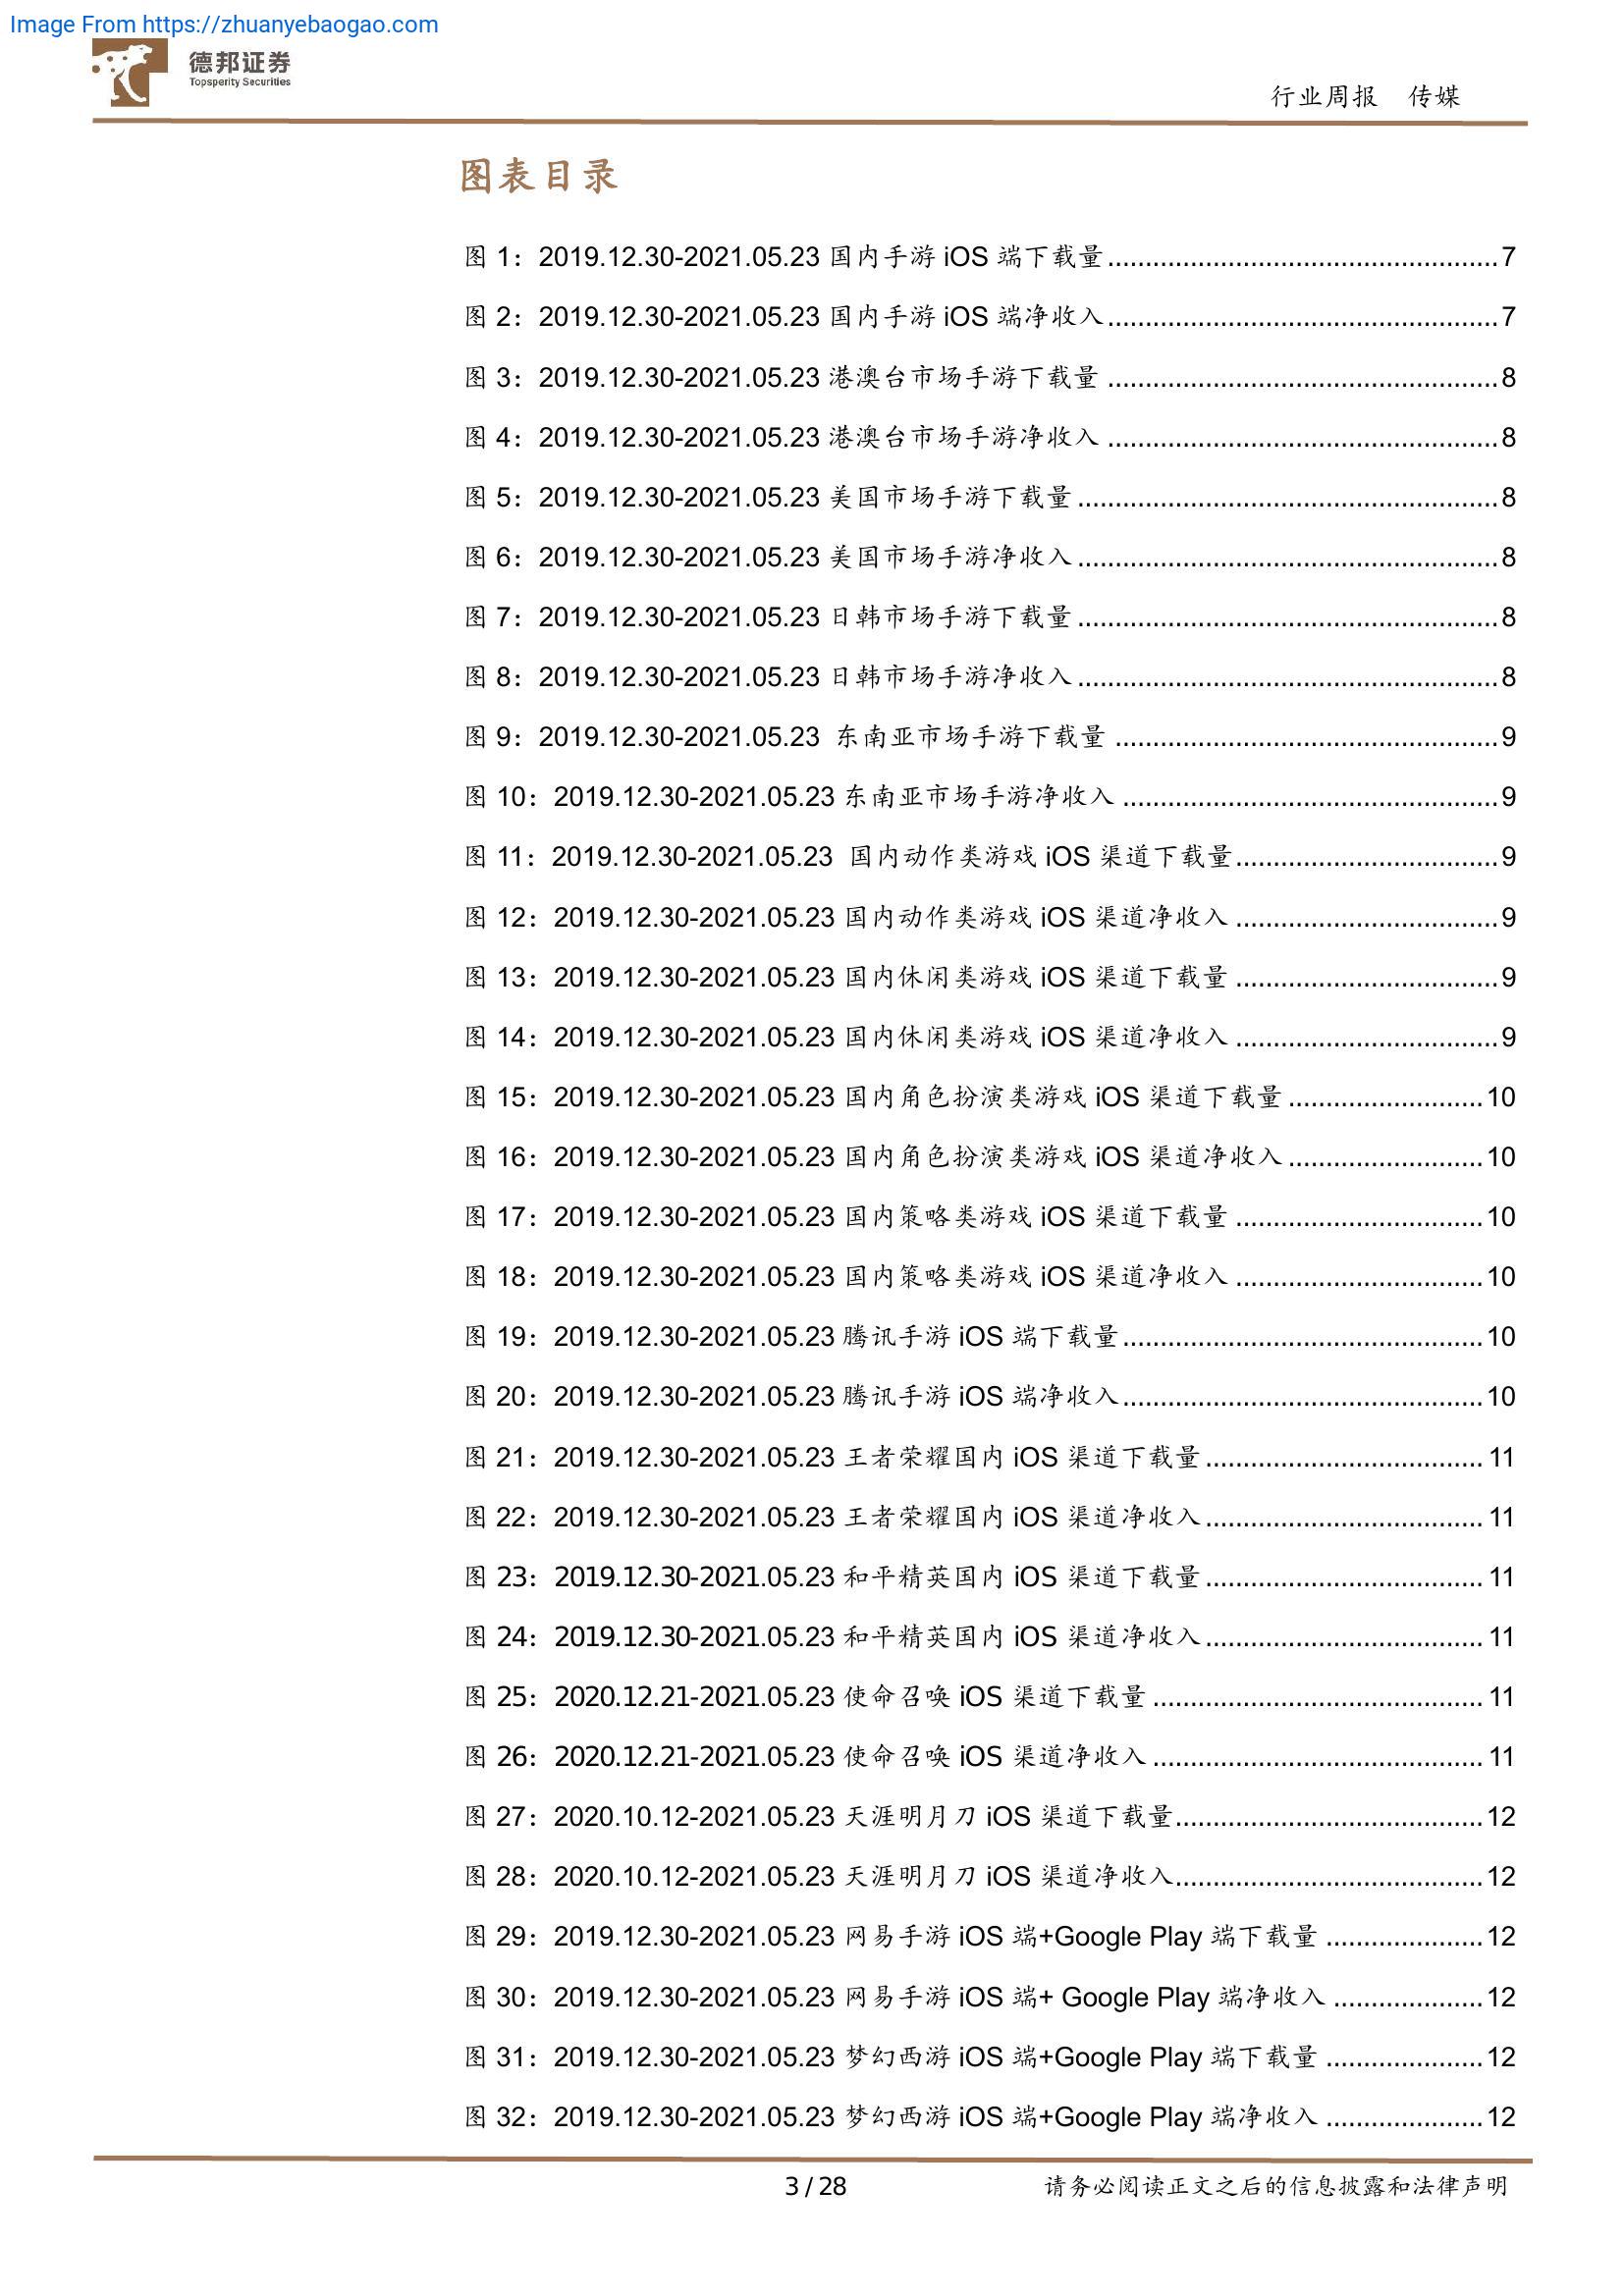 Image From https://zhuanyebaogao.com
德邦证券
Topsperity Securities
行业周报 传媒
图表目录
图 1：2019.12.30-2021.05.23 国内手游 iOS 端下载量....................................................7
图 2：2019.12.30-2021.05.23 国内手游 iOS 端净收入....................................................7
图 3：2019.12.30-2021.05.23 港澳台市场手游下载量 ....................................................8
图 4：2019.12.30-2021.05.23 港澳台市场手游净收入 ....................................................8
图 5：2019.12.30-2021.05.23 美国市场手游下载量 ........................................................8
图 6：2019.12.30-2021.05.23 美国市场手游净收入 ........................................................8
图 7：2019.12.30-2021.05.23 日韩市场手游下载量 ........................................................8
图 8：2019.12.30-2021.05.23 日韩市场手游净收入 ........................................................8
图 9：2019.12.30-2021.05.23 东南亚市场手游下载量 ...................................................9
图 10：2019.12.30-2021.05.23 东南亚市场手游净收入 ..................................................9
图 11：2019.12.30-2021.05.23 国内动作类游戏 iOS 渠道下载量...................................9
图 12：2019.12.30-2021.05.23 国内动作类游戏 iOS 渠道净收入 ...................................9
图 13：2019.12.30-2021.05.23 国内休闲类游戏 iOS 渠道下载量 ...................................9
图 14：2019.12.30-2021.05.23 国内休闲类游戏 iOS 渠道净收入 ...................................9
图 15：2019.12.30-2021.05.23 国内角色扮演类游戏 iOS 渠道下载量 ..........................10
图 16：2019.12.30-2021.05.23 国内角色扮演类游戏 iOS 渠道净收入 ..........................10
图 17：2019.12.30-2021.05.23 国内策略类游戏 iOS 渠道下载量 .................................10
图 18：2019.12.30-2021.05.23 国内策略类游戏 iOS 渠道净收入 .................................10
图 19：2019.12.30-2021.05.23 腾讯手游 iOS 端下载量................................................10
图 20：2019.12.30-2021.05.23 腾讯手游 iOS 端净收入................................................10
图 21：2019.12.30-2021.05.23 王者荣耀国内 iOS 渠道下载量..................................... 11
图 22：2019.12.30-2021.05.23 王者荣耀国内 iOS 渠道净收入..................................... 11
图 23：2019.12.30-2021.05.23 和平精英国内 iOS 渠道下载量..................................... 11
图 24：2019.12.30-2021.05.23 和平精英国内 iOS 渠道净收入..................................... 11
图 25：2020.12.21-2021.05.23 使命召唤 iOS 渠道下载量 ............................................ 11
图 26：2020.12.21-2021.05.23 使命召唤 iOS 渠道净收入 ............................................ 11
图 27：2020.10.12-2021.05.23 天涯明月刀 iOS 渠道下载量.........................................12
图 28：2020.10.12-2021.05.23 天涯明月刀 iOS 渠道净收入.........................................12
图 29：2019.12.30-2021.05.23 网易手游 iOS 端+Google Play 端下载量 .....................12
图 30：2019.12.30-2021.05.23 网易手游 iOS 端+ Google Play 端净收入 ....................12
图 31：2019.12.30-2021.05.23 梦幻西游 iOS 端+Google Play 端下载量 .....................12
图 32：2019.12.30-2021.05.23 梦幻西游 iOS 端+Google Play 端净收入 .....................12
3 / 28
请务必阅读正文之后的信息披露和法律声明